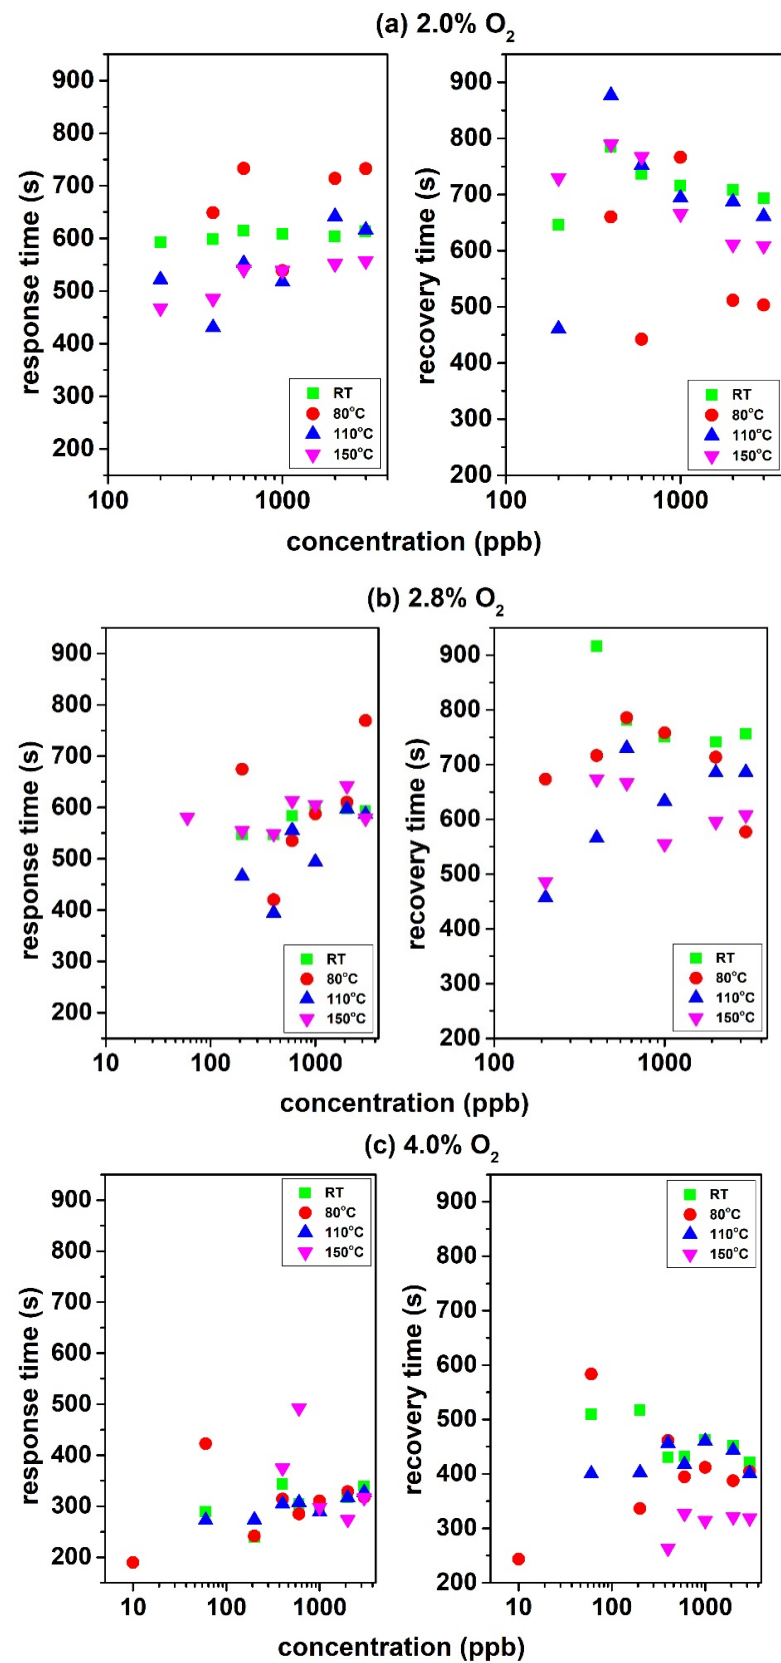 (a) 2.0% O₂
response time (s)
900
800
700
600
500
400
300
200
RT
80°C
110°C
150°C
100
1000
recovery time (s)
900
800
700
600
500
400
300
200
RT
80°C
110°C
150°C
100
1000
concentration (ppb)
(b) 2.8% O₂
response time (s)
900
800
700
600
500
400
300
200
RT
80°C
110°C
150°C
10
100
1000
recovery time (s)
900
800
700
600
500
400
300
200
RT
80°C
110°C
150°C
100
1000
concentration (ppb)
(c) 4.0% O₂
response time (s)
900
800
700
600
500
400
300
200
RT
80°C
110°C
150°C
10
100
1000
recovery time (s)
900
800
700
600
500
400
300
200
RT
80°C
110°C
150°C
10
100
1000
concentration (ppb)